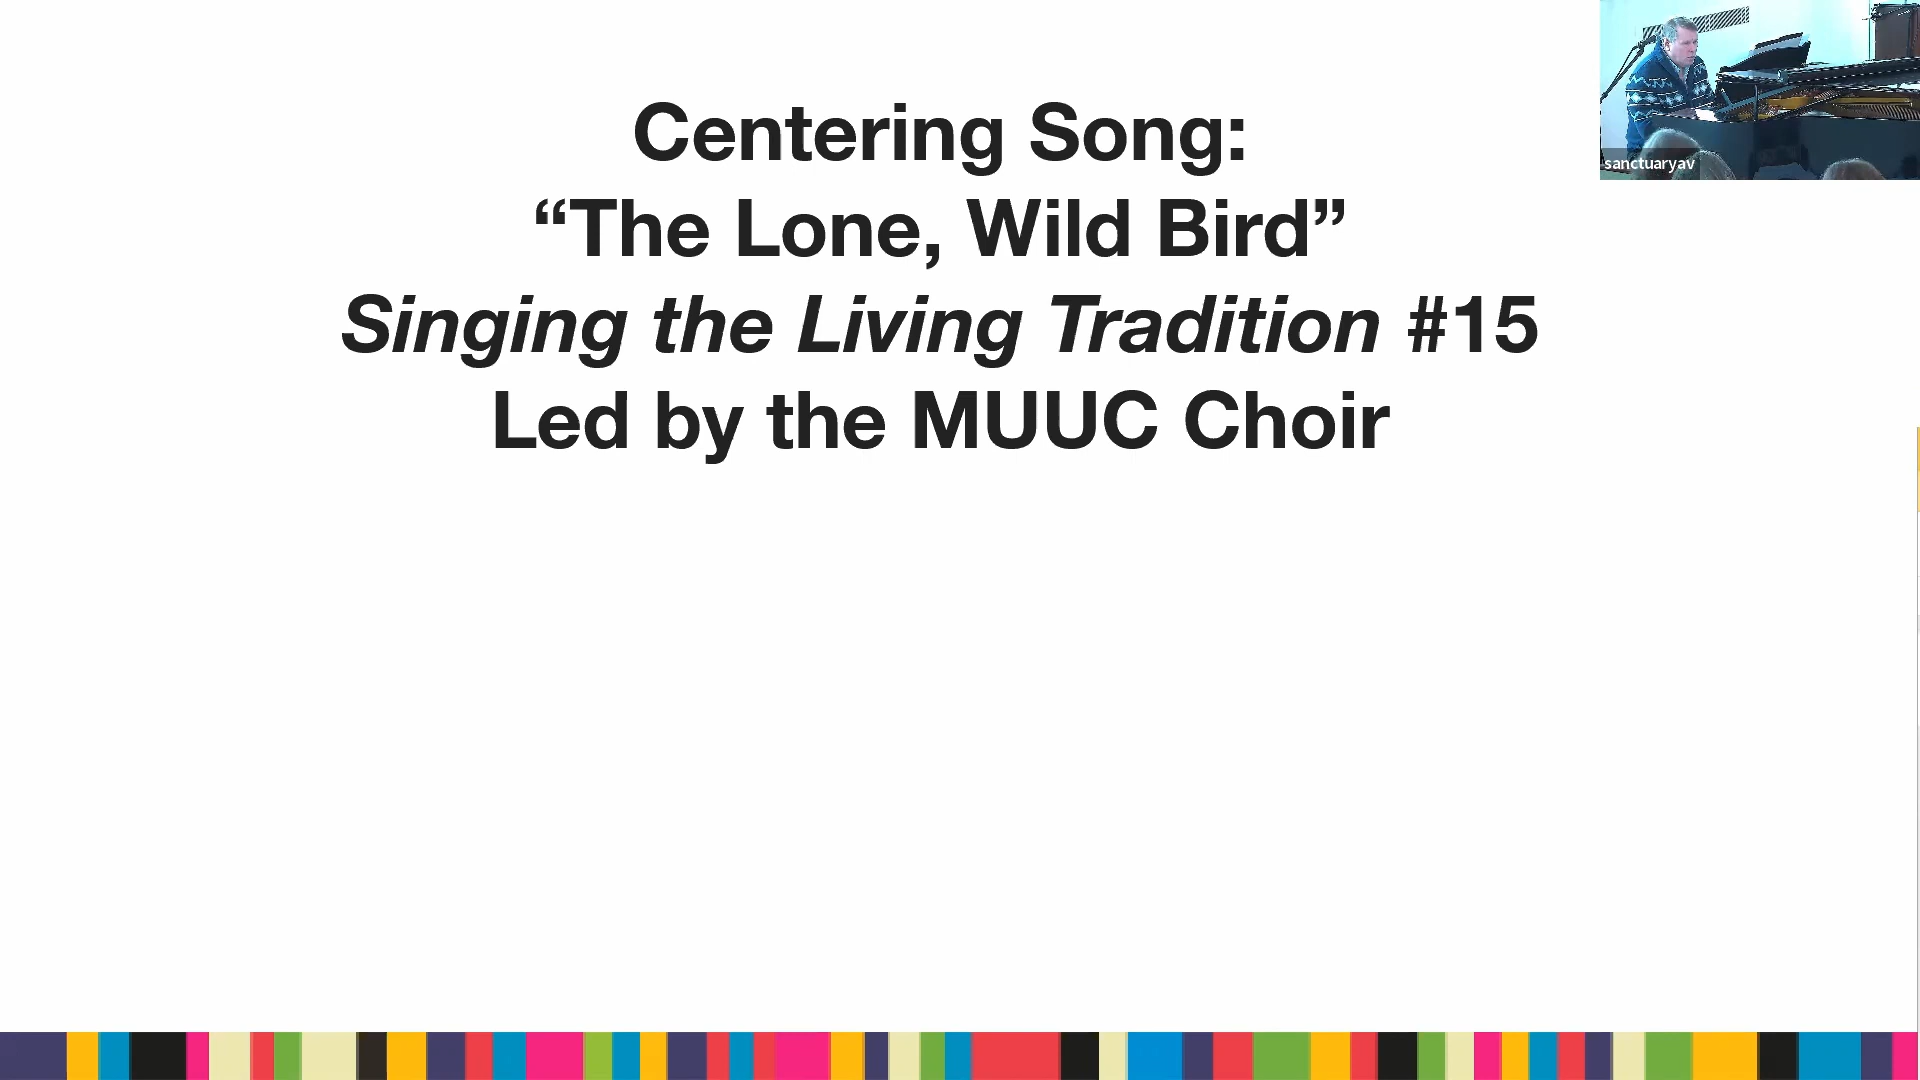 Centering Song:
“The Lone, Wild Bird”
Singing the Living Tradition #15
Led by the MUUC Choir
sanctuaryav